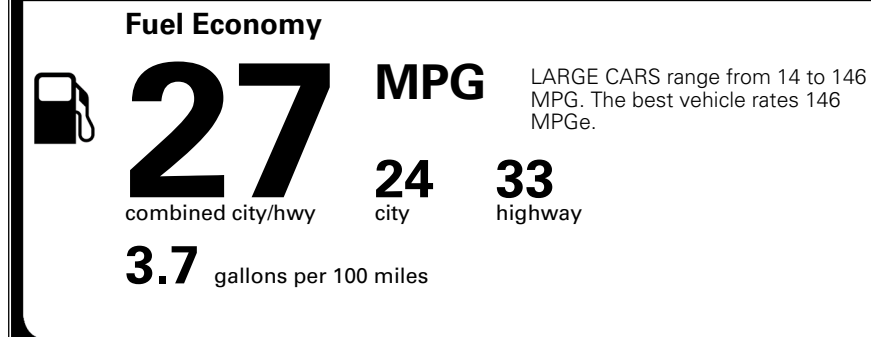 Fuel Economy
27
MPG
LARGE CARS range from 14 to 146
MPG. The best vehicle rates 146
MPGe.
combined city/hwy
24
city
33
highway
3.7 gallons per 100 miles